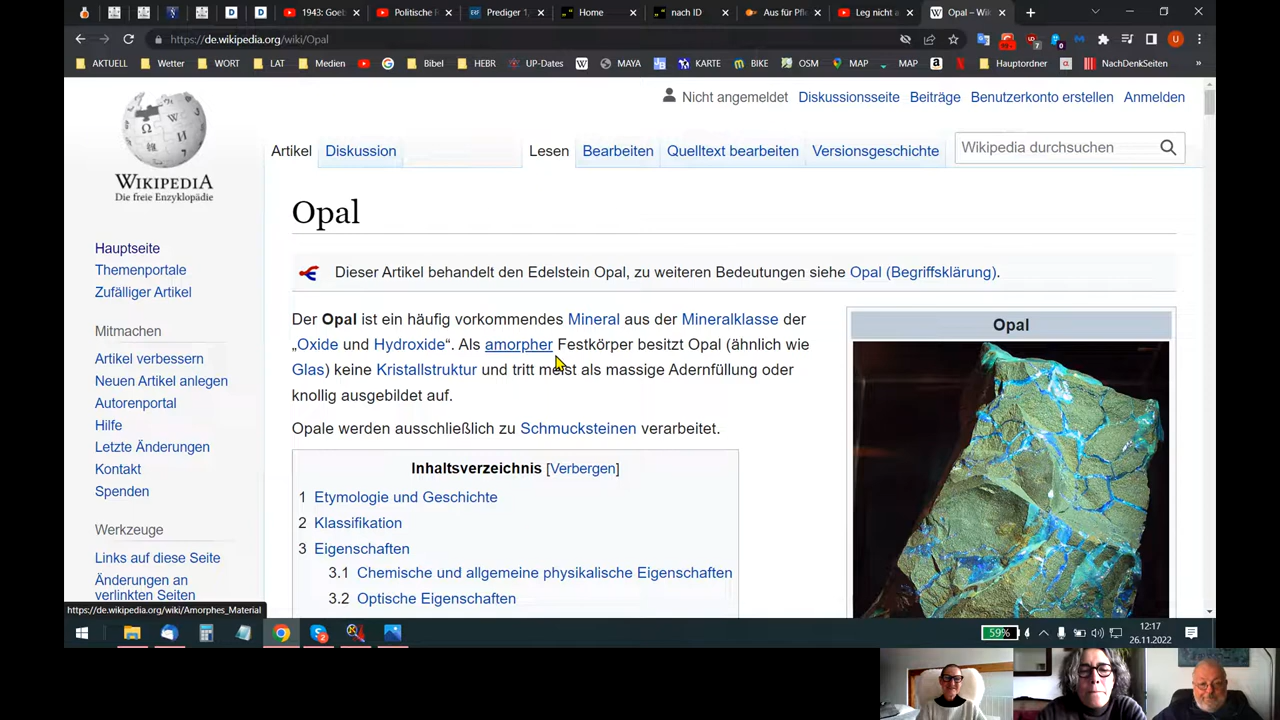 1943: Goeb
Politische F
Prediger 1,
Home
nach ID
Aus für Pfle
Leg nicht a
Opal – Wik
https://de.wikipedia.org/wiki/Opal
AKTUELL
Wetter
WORT
LAT
Medien
Bibel
HEBR
UP-Dates
MAYA
KARTE
BIKE
OSM
MAP
MAP
Hauptordner
NachDenkSeiten
Nicht angemeldet
Diskussionsseite
Beiträge
Benutzerkonto erstellen
Anmelden
WIKIPEDIA
Die freie Enzyklopädie
Artikel
Diskussion
Lesen
Bearbeiten
Quelltext bearbeiten
Versionsgeschichte
Wikipedia durchsuchen
Hauptseite
Themenportale
Zufälliger Artikel
Mitmachen
Artikel verbessern
Neuen Artikel anlegen
Autorenportal
Hilfe
Letzte Änderungen
Kontakt
Spenden
Werkzeuge
Links auf diese Seite
Änderungen an
verlinkten Seiten
Opal
Dieser Artikel behandelt den Edelstein Opal, zu weiteren Bedeutungen siehe Opal (Begriffsklärung).
Der Opal ist ein häufig vorkommendes Mineral aus der Mineralklasse der
„Oxide und Hydroxide“. Als amorpher Festkörper besitzt Opal (ähnlich wie
Glas) keine Kristallstruktur und tritt meist als massige Adernfüllung oder
knollig ausgebildet auf.
Opale werden ausschließlich zu Schmucksteinen verarbeitet.
Inhaltsverzeichnis [Verbergen]
1 Etymologie und Geschichte
2 Klassifikation
3 Eigenschaften
3.1 Chemische und allgemeine physikalische Eigenschaften
3.2 Optische Eigenschaften
Opal
https://de.wikipedia.org/wiki/Amorphes_Material
59%
12:17
26.11.2022